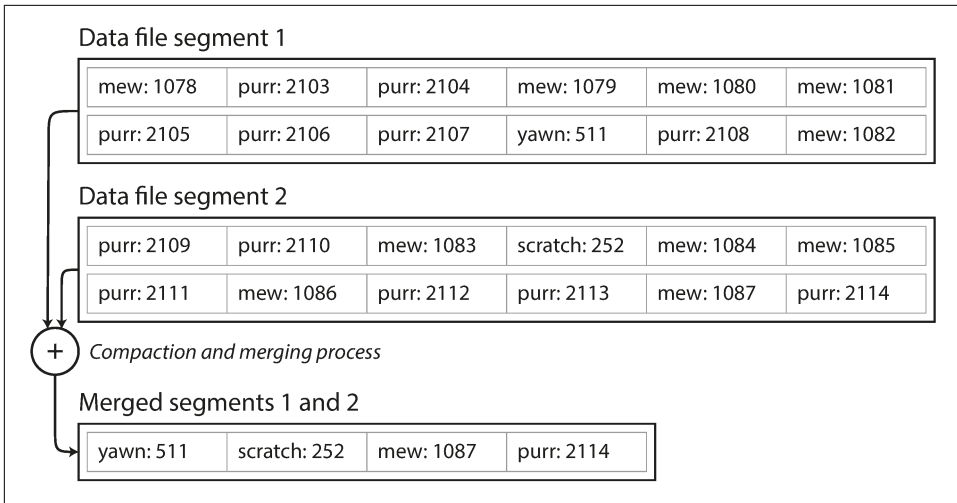 Data file segment 1
mew: 1078 purr: 2103 purr: 2104 mew: 1079 mew: 1080 mew: 1081
purr: 2105 purr: 2106 purr: 2107 yawn: 511 purr: 2108 mew: 1082
Data file segment 2
purr: 2109 purr: 2110 mew: 1083 scratch: 252 mew: 1084 mew: 1085
purr: 2111 mew: 1086 purr: 2112 purr: 2113 mew: 1087 purr: 2114
+ Compaction and merging process
Merged segments 1 and 2
yawn: 511 scratch: 252 mew: 1087 purr: 2114